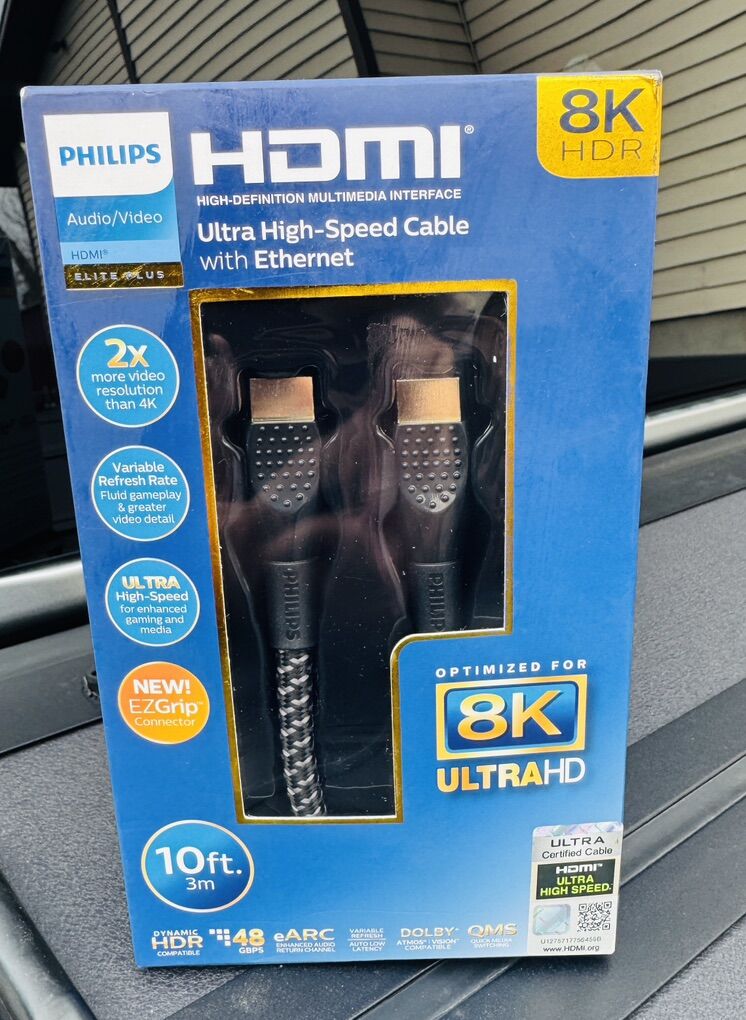 PHILIPS
Audio/Video
HDMI®
ELITE PLUS
HDMI®
HIGH-DEFINITION MULTIMEDIA INTERFACE
Ultra High-Speed Cable
with Ethernet
8K
HDR
2x
more video
resolution
than 4K
Variable
Refresh Rate
Fluid gameplay
& greater
video detail
ULTRA
High-Speed
for enhanced
gaming and
media
NEW!
EZGrip™
Connector
PHILIPS
PHILIPS
OPTIMIZED FOR
8K
ULTRAHD
10ft.
3m
DYNAMIC
HDR
COMPATIBLE
48
GBPS
eARC
ENHANCED AUDIO
RETURN CHANNEL
VARIABLE
REFRESH
AUTO LOW
LATENCY
DOLBY
ATMOS® | VISION™
COMPATIBLE
QMS
QUICK MEDIA
SWITCHING
ULTRA
Certified Cable
HDMI™
ULTRA
HIGH SPEED
www.HDMI.org